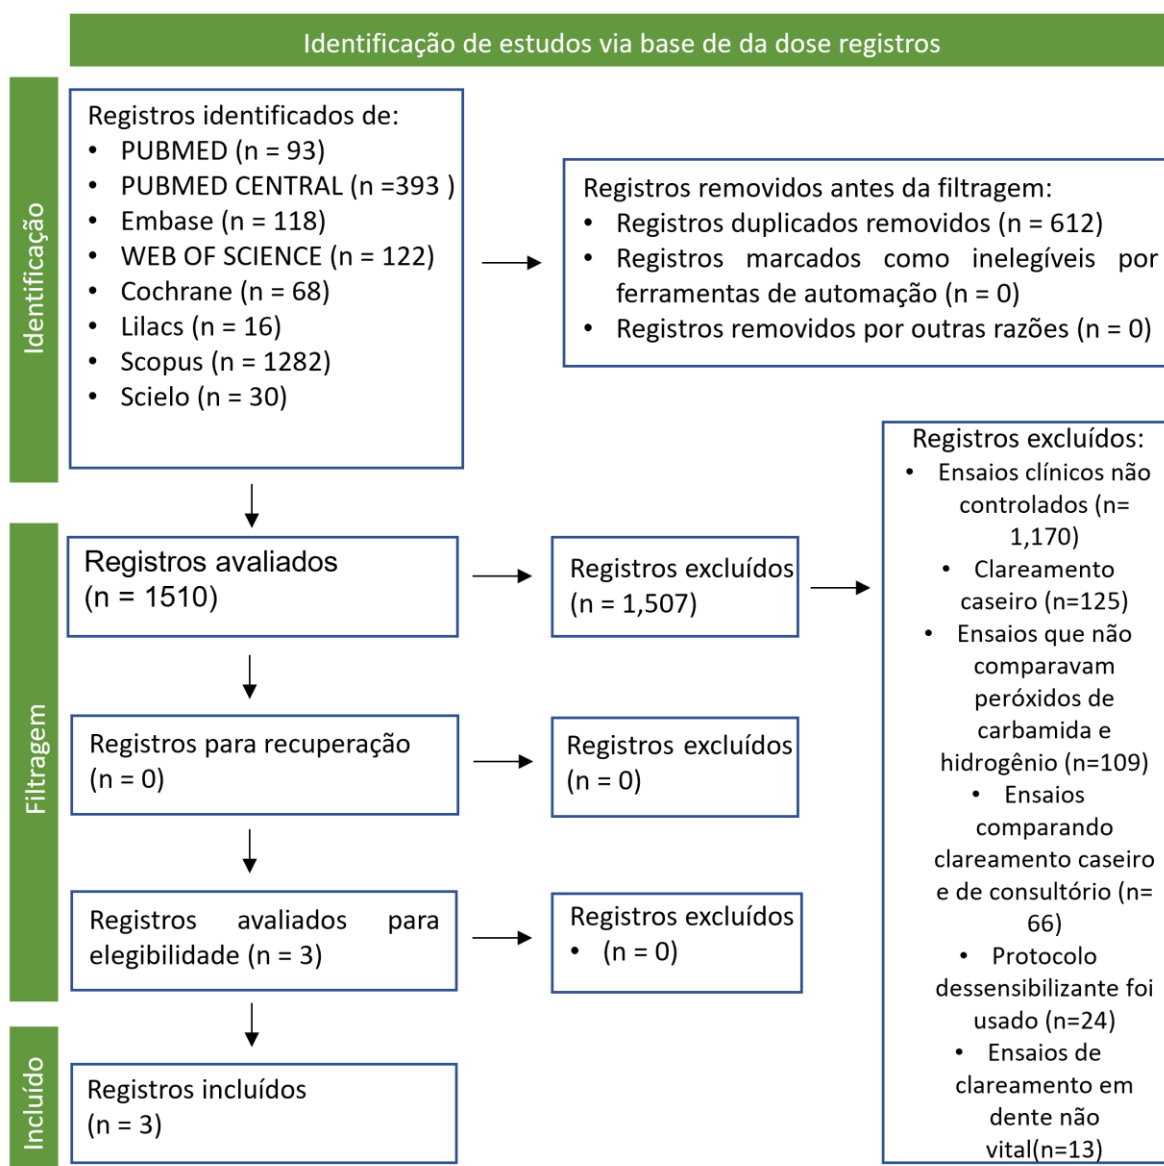 Identificação de estudos via base de da dose registros
Identificação
Registros identificados de:
• PUBMED (n = 93)
• PUBMED CENTRAL (n =393 )
• Embase (n = 118)
• WEB OF SCIENCE (n = 122)
• Cochrane (n = 68)
• Lilacs (n = 16)
• Scopus (n = 1282)
• Scielo (n = 30)
Registros removidos antes da filtragem:
• Registros duplicados removidos (n = 612)
• Registros marcados como inelegíveis por
ferramentas de automação (n = 0)
• Registros removidos por outras razões (n = 0)
Filtragem
Registros avaliados
(n = 1510)
Registros excluídos
(n = 1,507)
Registros excluídos:
• Ensaios clínicos não
controlados (n=
1,170)
• Clareamento
caseiro (n=125)
• Ensaios que não
comparavam
peróxidos de
carbamida e
hidrogênio (n=109)
• Ensaios
comparando
clareamento caseiro
e de consultório (n=
66)
• Protocolo
dessensibilizante foi
usado (n=24)
• Ensaios de
clareamento em
dente não
vital(n=13)
Registros para recuperação
(n = 0)
Registros excluídos
(n = 0)
Registros avaliados para
elegibilidade (n = 3)
Registros excluídos
• (n = 0)
Incluído
Registros incluídos
(n = 3)